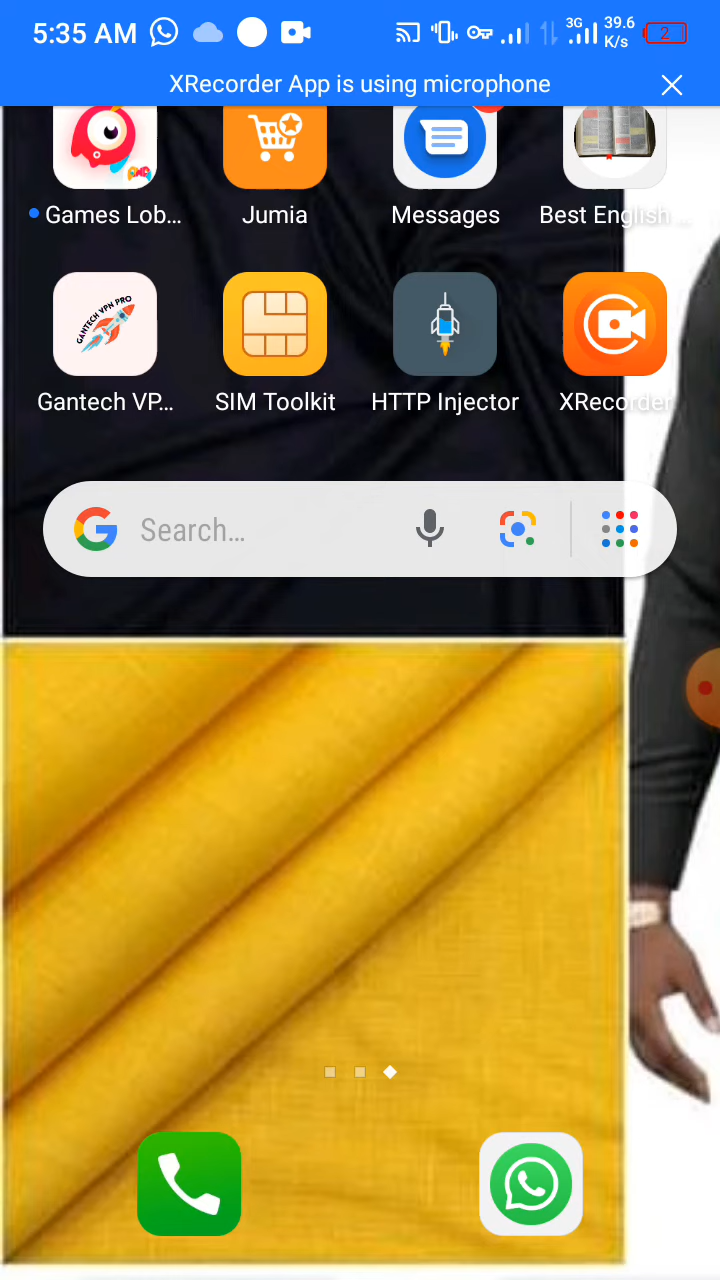 5:35 AM 3G 39.6 K/s 2
XRecorder App is using microphone
Games Lob... Jumia Messages Best English ...
GANTECH VPN PRO
Gantech VP... SIM Toolkit HTTP Injector XRecorder
Search...